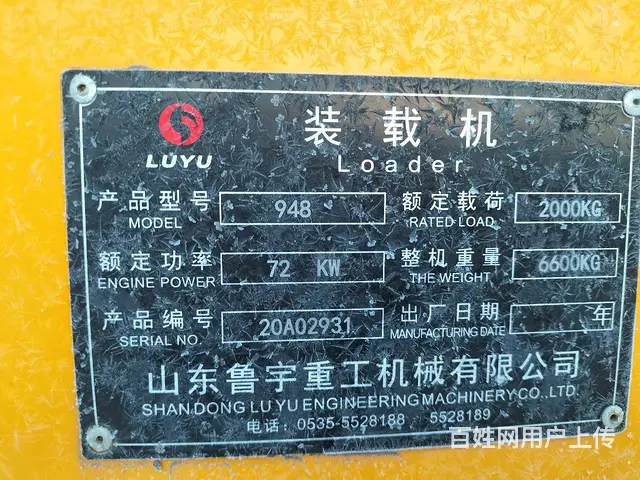 装载机
LUYU
Loader
产品型号 948 额定载荷 2000KG
MODEL RATED LOAD
额定功率 72 KW 整机重量 6600KG
ENGINE POWER THE WEIGHT
产品编号 20A02931 出厂日期 年
SERIAL NO. MANUFACTURING DATE
山东鲁宇重工机械有限公司
SHANDONG LU YU ENGINEERING MACHINERY CO.,LTD.
电话: 0535-5528188 5528189
百姓网用户上传